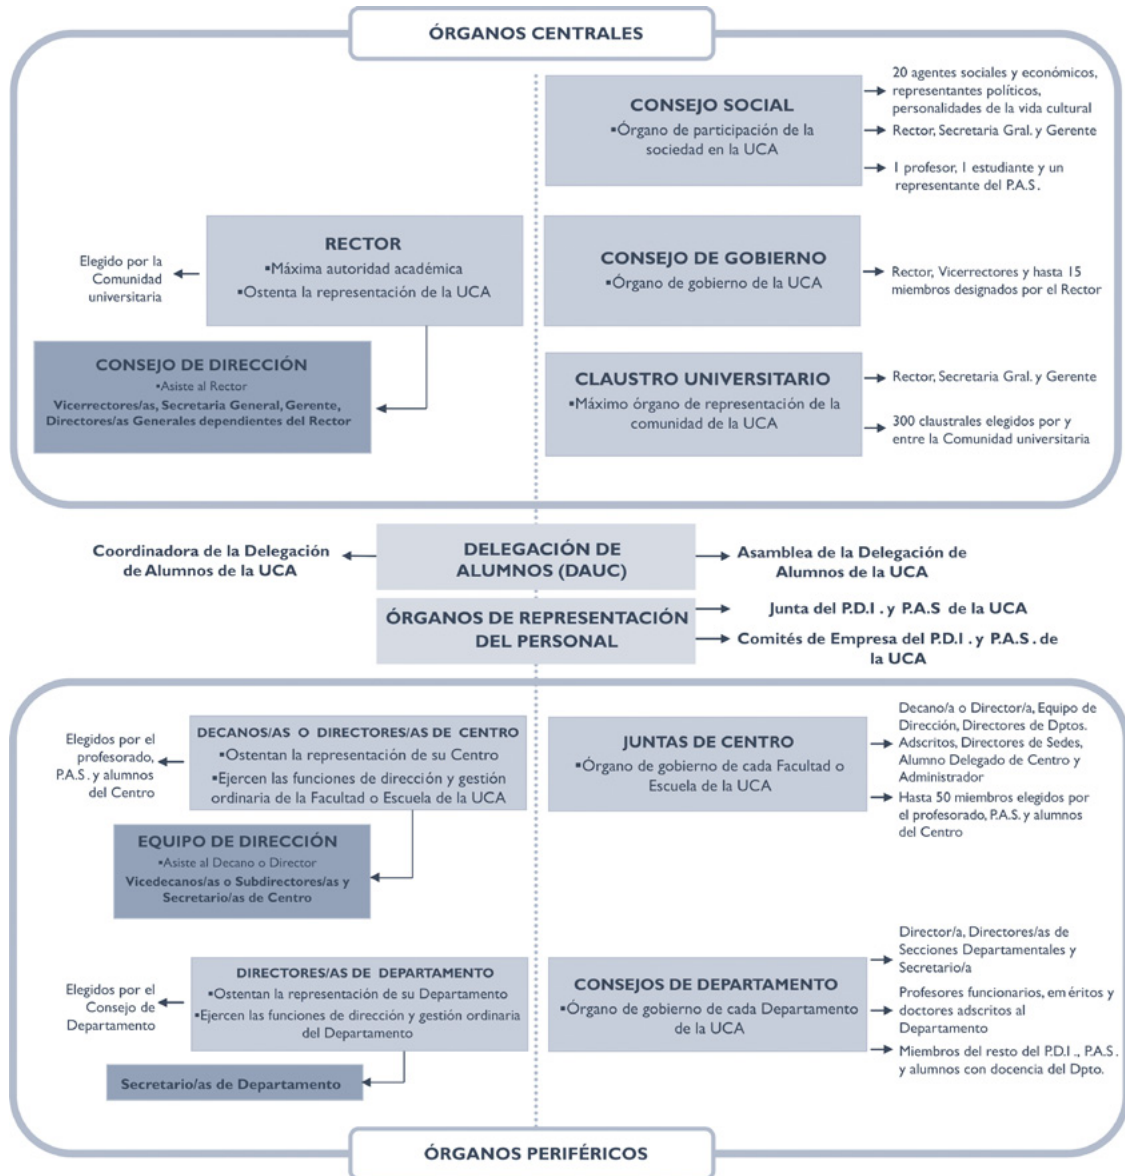 ÓRGANOS CENTRALES
CONSEJO SOCIAL
▪Órgano de participación de la
sociedad en la UCA
20 agentes sociales y económicos,
representantes políticos,
personalidades de la vida cultural
Rector, Secretaria Gral. y Gerente
1 profesor, 1 estudiante y un
representante del P.A.S.
Elegido por la
Comunidad
universitaria
RECTOR
▪Máxima autoridad académica
▪Ostenta la representación de la UCA
CONSEJO DE GOBIERNO
▪Órgano de gobierno de la UCA
Rector, Vicerrectores y hasta 15
miembros designados por el Rector
CONSEJO DE DIRECCIÓN
▪Asiste al Rector
Vicerrectores/as, Secretaria General, Gerente,
Directores/as Generales dependientes del Rector
CLAUSTRO UNIVERSITARIO
▪Máximo órgano de representación de la
comunidad de la UCA
Rector, Secretaria Gral. y Gerente
300 claustrales elegidos por y
entre la Comunidad universitaria
Coordinadora de la Delegación
de Alumnos de la UCA
DELEGACIÓN DE
ALUMNOS (DAUC)
Asamblea de la Delegación de
Alumnos de la UCA
ÓRGANOS DE REPRESENTACIÓN
DEL PERSONAL
Junta del P.D.I . y P.A.S de la UCA
Comités de Empresa del P.D.I . y P.A.S . de
la UCA
Elegidos por el
profesorado,
P.A.S. y alumnos
del Centro
DECANOS/AS O DIRECTORES/AS DE CENTRO
▪Ostentan la representación de su Centro
▪Ejercen las funciones de dirección y gestión
ordinaria de la Facultad o Escuela de la UCA
JUNTAS DE CENTRO
▪Órgano de gobierno de cada Facultad o
Escuela de la UCA
Decano/a o Director/a, Equipo de
Dirección, Directores de Dptos.
Adscritos, Directores de Sedes,
Alumno Delegado de Centro y
Administrador
Hasta 50 miembros elegidos por
el profesorado, P.A.S. y alumnos
del Centro
EQUIPO DE DIRECCIÓN
▪Asiste al Decano o Director
Vicedecanos/as o Subdirectores/as y
Secretario/as de Centro
Elegidos por el
Consejo de
Departamento
DIRECTORES/AS DE DEPARTAMENTO
▪Ostentan la representación de su Departamento
▪Ejercen las funciones de dirección y gestión ordinaria
del Departamento
Secretario/as de Departamento
CONSEJOS DE DEPARTAMENTO
▪Órgano de gobierno de cada Departamento
de la UCA
Director/a, Directores/as de
Secciones Departamentales y
Secretario/a
Profesores funcionarios, em éritos y
doctores adscritos al
Departamento
Miembros del resto del P.D.I ., P.A.S .
y alumnos con docencia del Dpto.
ÓRGANOS PERIFÉRICOS